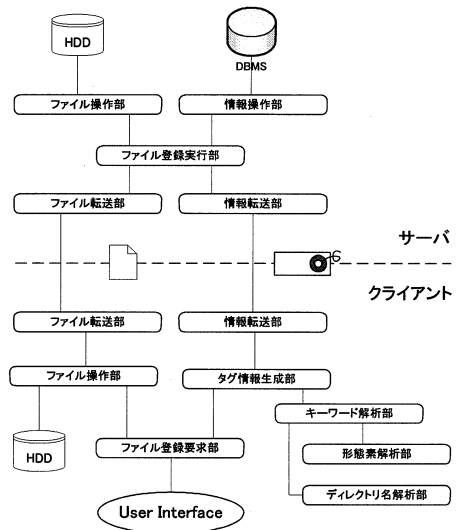 HDD
DBMS
ファイル操作部
情報操作部
ファイル登録実行部
ファイル転送部
情報転送部
サーバ
6
クライアント
ファイル転送部
情報転送部
ファイル操作部
タグ情報生成部
キーワード解析部
HDD
ファイル登録要求部
形態素解析部
ディレクトリ名解析部
User Interface